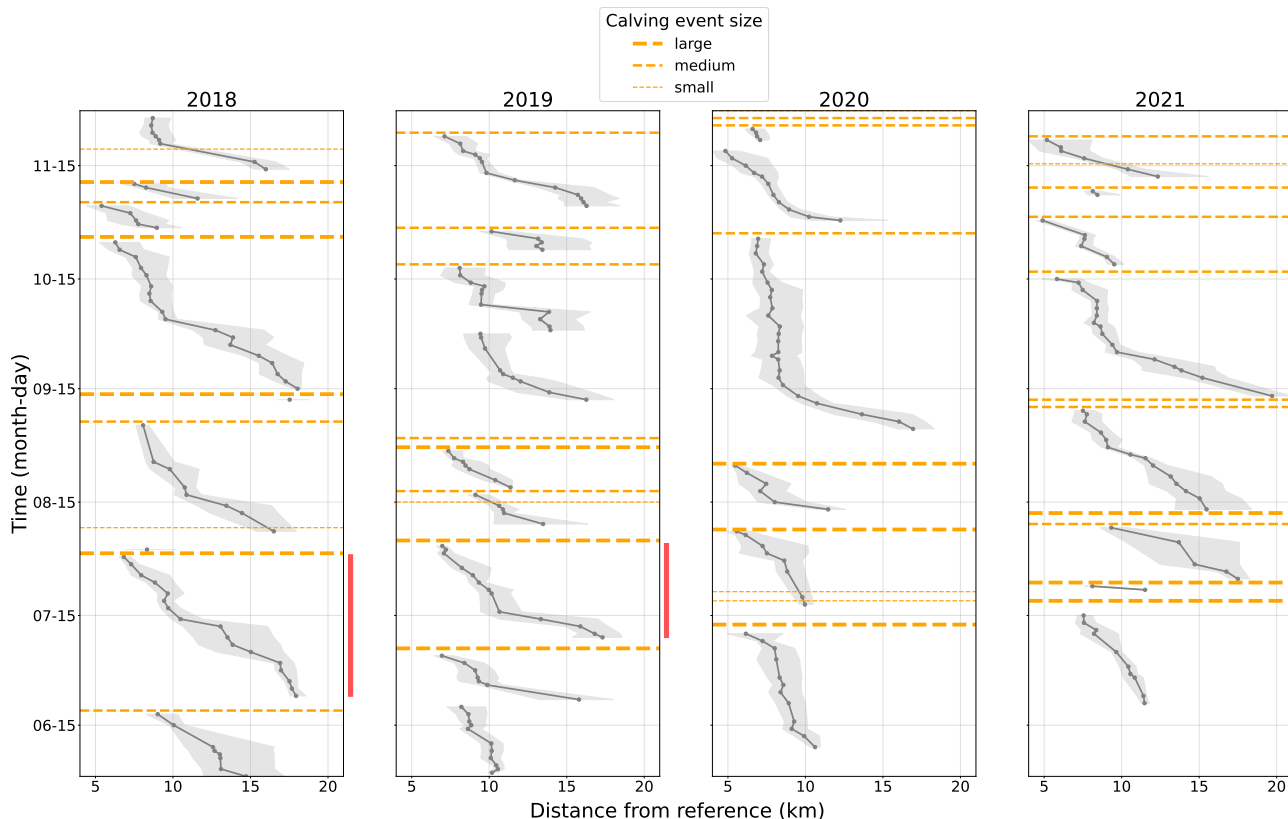 Calving event size
large
medium
small
2018
2019
2020
2021
Time (month-day)
11-15
10-15
09-15
08-15
07-15
06-15
5 10 15 20
5 10 15 20
5 10 15 20
5 10 15 20
Distance from reference (km)